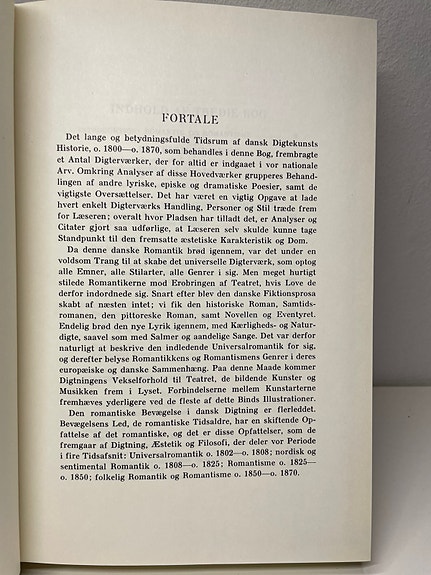 FORTALE
Det lange og betydningsfulde Tidsrum af dansk Digtekunsts
Historie, o. 1800—o. 1870, som behandles i denne Bog, frembragte
et Antal Digterværker, der for altid er indgaaet i vor nationale
Arv. Omkring Analyser af disse Hovedværker grupperes Behand-
lingen af andre lyriske, episke og dramatiske Poesier, samt de
vigtigste Oversættelser. Det har været en vigtig Opgave at lade
hvert enkelt Digterværks Handling, Personer og Stil træde frem
for Læseren; overalt hvor Pladsen har tilladt det, er Analyser og
Citater gjort saa udførlige, at Læseren selv skulde kunne tage
Standpunkt til den fremsatte æstetiske Karakteristik og Dom.
Da denne danske Romantik brød igennem, var det under en
voldsom Trang til at skabe det universelle Digterværk, som optog
alle Emner, alle Stilarter, alle Genrer i sig. Men meget hurtigt
stilede Romantikerne mod Erobringen af Teatret, hvis Love de
derfor indordnede sig. Snart efter blev den danske Fiktionsprosa
skabt af næsten intet; vi fik den historiske Roman, Samtids-
romanen, den pittoreske Roman, samt Novellen og Eventyret.
Endelig brød den nye Lyrik igennem, med Kærligheds- og Natur-
digte, saavel som med Salmer og aandelige Sange. Det var derfor
naturligt at beskrive den indledende Universalromantik for sig,
og derefter belyse Romantikkens og Romantismens Genrer i deres
europæiske og danske Sammenhæng. Paa denne Maade kommer
Digtningens Vekselforhold til Teatret, de bildende Kunster og
Musikken frem i Lyset. Forbindelserne mellem Kunstarterne
fremhæves yderligere ved de fleste af dette Binds Illustrationer.
Den romantiske Bevægelse i dansk Digtning er flerleddet.
Bevægelsens Led, de romantiske Tidsaldre, har en skiftende Op-
fattelse af det romantiske, og det er disse Opfattelser, som de
fremgaar af Digtning, Æstetik og Filosofi, der deler vor Periode
i fire Tidsafsnit: Universalromantik o. 1802—o. 1808; nordisk og
sentimental Romantik o. 1808—o. 1825; Romantisme o. 1825—
o. 1850; folkelig Romantik og Romantisme o. 1850—o. 1870.